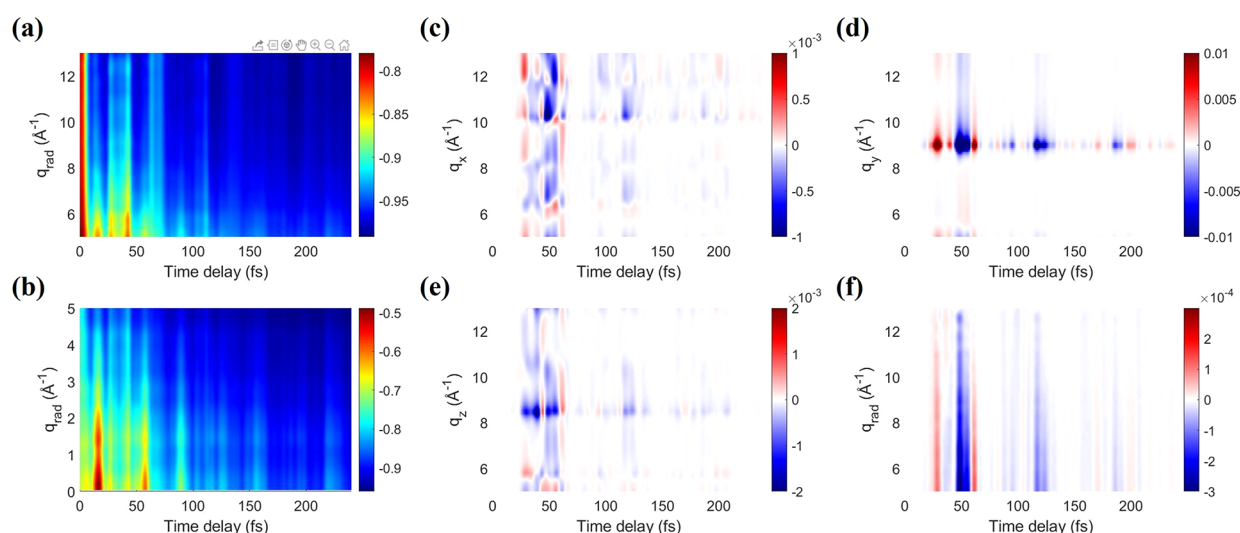 (a)
12
10
8
6
q_rad (Å^-1)
0 50 100 150 200
Time delay (fs)
-0.8
-0.85
-0.9
-0.95
(c)
12
10
8
6
q_x (Å^-1)
0 50 100 150 200
Time delay (fs)
×10^-3
1
0.5
0
-0.5
-1
(d)
12
10
8
6
q_y (Å^-1)
0 50 100 150 200
Time delay (fs)
0.01
0.005
0
-0.005
-0.01
(b)
5
4
3
2
1
0
q_rad (Å^-1)
0 50 100 150 200
Time delay (fs)
-0.5
-0.6
-0.7
-0.8
-0.9
(e)
12
10
8
6
q_z (Å^-1)
0 50 100 150 200
Time delay (fs)
×10^-3
2
1
0
-1
-2
(f)
12
10
8
6
q_rad (Å^-1)
0 50 100 150 200
Time delay (fs)
×10^-4
2
1
0
-1
-2
-3